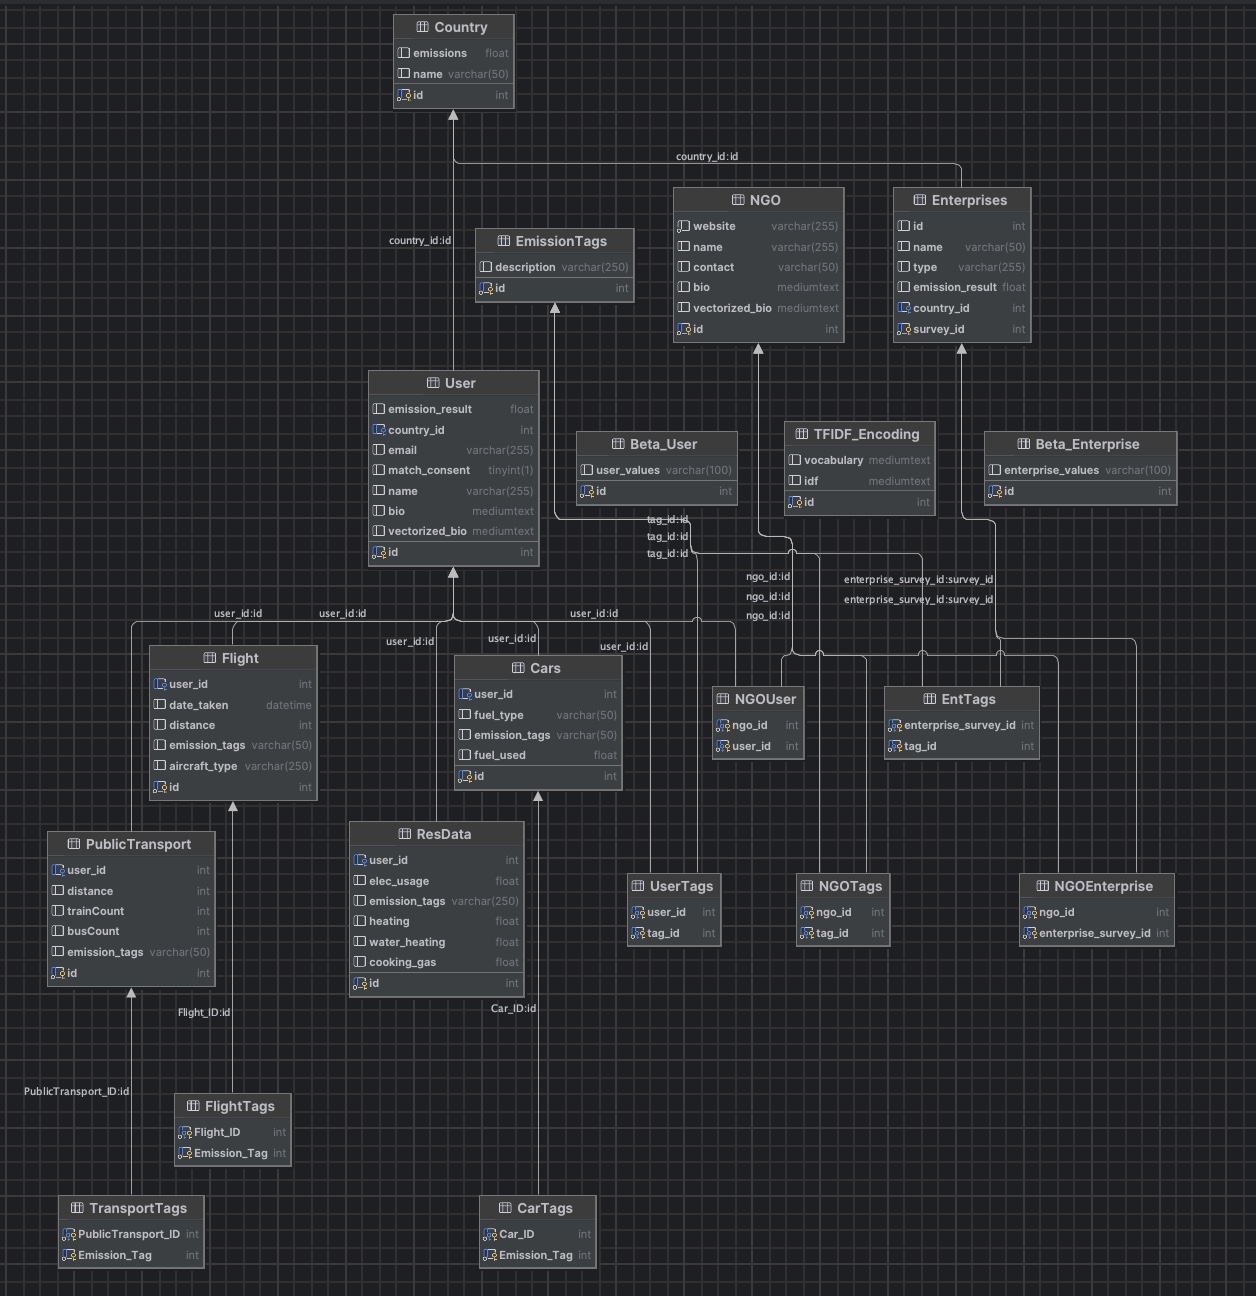 Country
emissions float
name varchar(50)
id int
country_id:id
NGO
website varchar(255)
name varchar(255)
contact varchar(50)
bio mediumtext
vectorized_bio mediumtext
id int
Enterprises
id int
name varchar(50)
type varchar(255)
emission_result float
country_id int
survey_id int
country_id:id
EmissionTags
description varchar(250)
id int
User
emission_result float
country_id int
email varchar(255)
match_consent tinyint(1)
name varchar(255)
bio mediumtext
vectorized_bio mediumtext
id int
Beta_User
user_values varchar(100)
id int
TFIDF_Encoding
vocabulary mediumtext
idf mediumtext
id int
Beta_Enterprise
enterprise_values varchar(100)
id int
tag_id:id
tag_id:id
tag_id:id
ngo_id:id
ngo_id:id
ngo_id:id
enterprise_survey_id:survey_id
enterprise_survey_id:survey_id
user_id:id
user_id:id
user_id:id
user_id:id
user_id:id
user_id:id
Flight
user_id int
date_taken datetime
distance int
emission_tags varchar(50)
aircraft_type varchar(250)
id int
Cars
user_id int
fuel_type varchar(50)
emission_tags varchar(50)
fuel_used float
id int
NGOUser
ngo_id int
user_id int
EntTags
enterprise_survey_id int
tag_id int
PublicTransport
user_id int
distance int
trainCount int
busCount int
emission_tags varchar(50)
id int
ResData
user_id int
elec_usage float
emission_tags varchar(250)
heating float
water_heating float
cooking_gas float
id int
UserTags
user_id int
tag_id int
NGOTags
ngo_id int
tag_id int
NGOEnterprise
ngo_id int
enterprise_survey_id int
Flight_ID:id
Car_ID:id
PublicTransport_ID:id
FlightTags
Flight_ID int
Emission_Tag int
TransportTags
PublicTransport_ID int
Emission_Tag int
CarTags
Car_ID int
Emission_Tag int